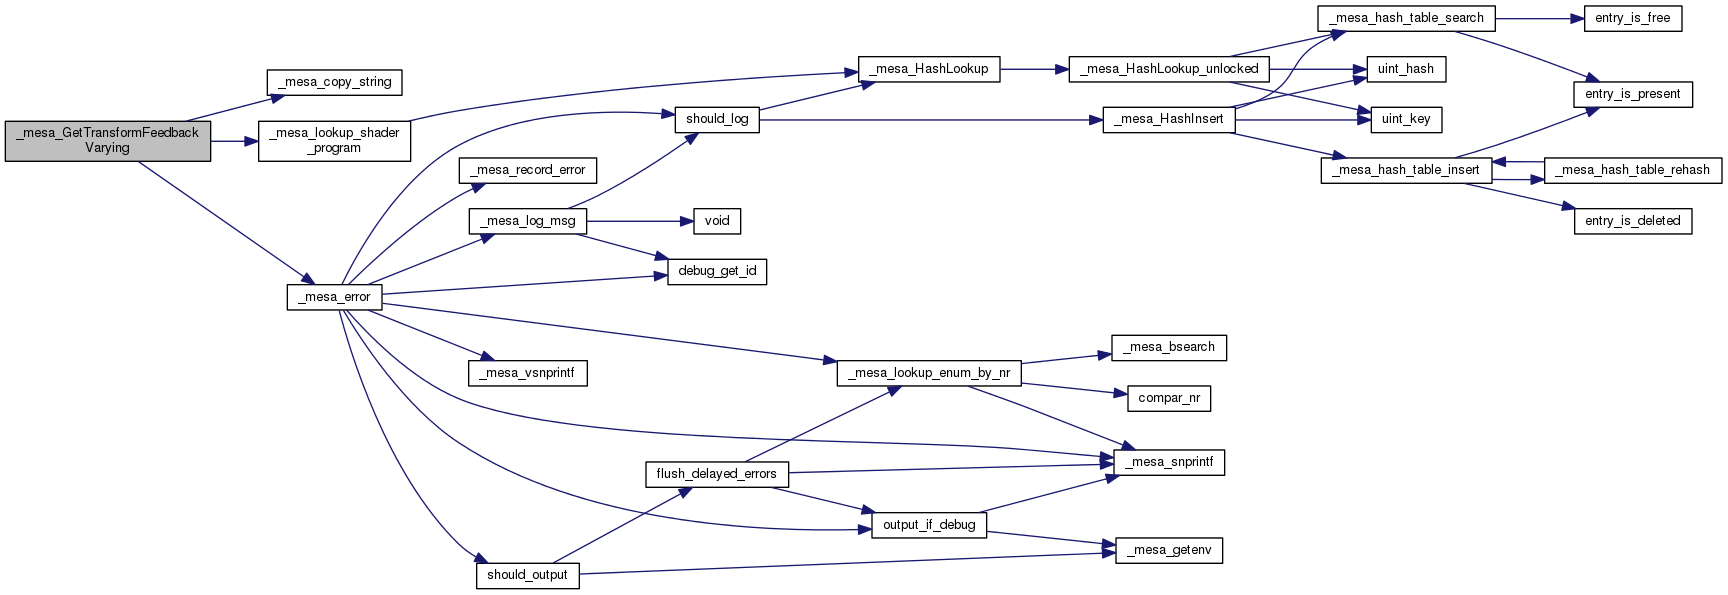 _mesa_GetTransformFeedback
Varying
_mesa_copy_string
_mesa_lookup_shader
_program
_mesa_error
_mesa_record_error
_mesa_log_msg
_mesa_vsnprintf
should_output
should_log
void
debug_get_id
flush_delayed_errors
_mesa_HashLookup
_mesa_lookup_enum_by_nr
output_if_debug
_mesa_HashLookup_unlocked
_mesa_HashInsert
_mesa_bsearch
compar_nr
_mesa_snprintf
_mesa_getenv
_mesa_hash_table_search
uint_hash
uint_key
_mesa_hash_table_insert
entry_is_free
entry_is_present
_mesa_hash_table_rehash
entry_is_deleted